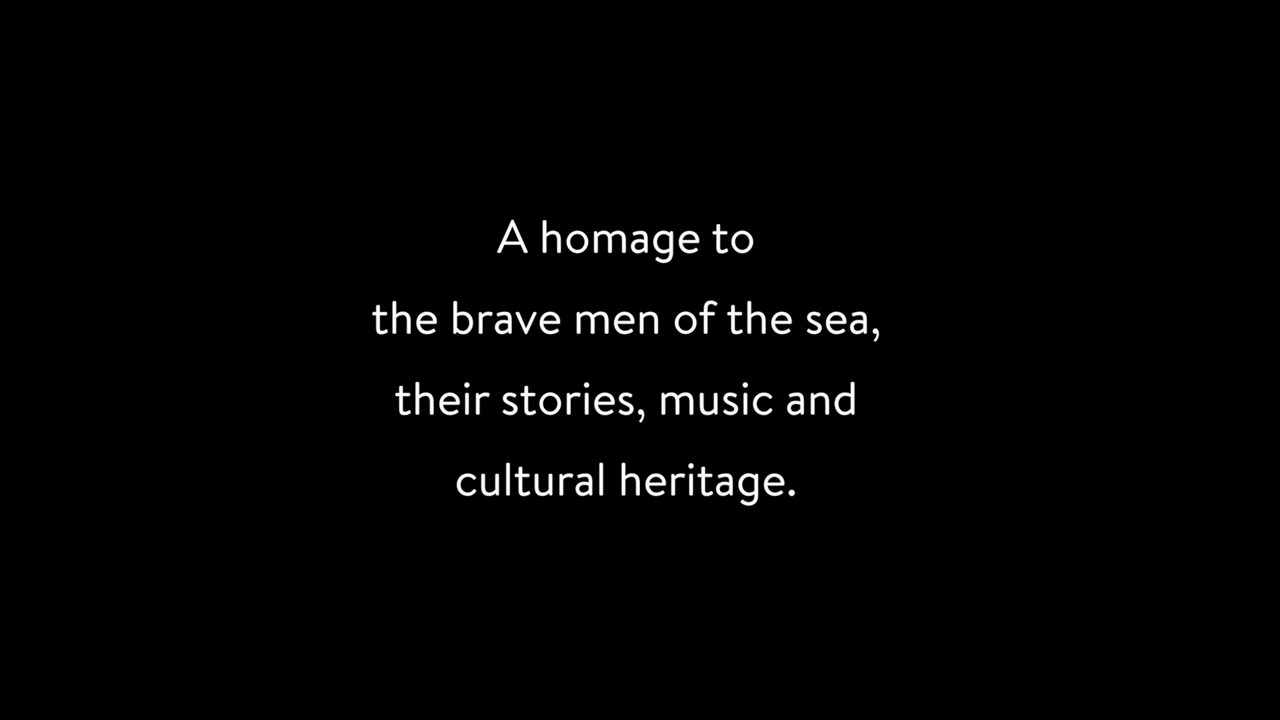 A homage to
the brave men of the sea,
their stories, music and
cultural heritage.